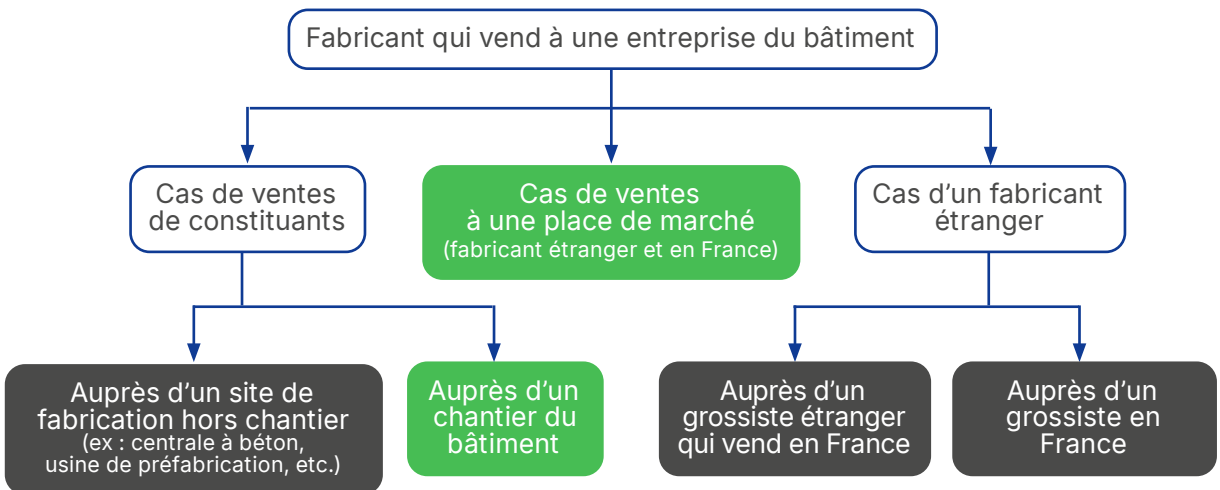 Fabricant qui vend à une entreprise du bâtiment
Cas de ventes
de constituants
Cas de ventes
à une place de marché
(fabricant étranger et en France)
Cas d’un fabricant
étranger
Auprès d’un site de
fabrication hors chantier
(ex : centrale à béton,
usine de préfabrication, etc.)
Auprès d’un
chantier du
bâtiment
Auprès d’un
grossiste étranger
qui vend en France
Auprès d’un
grossiste en
France